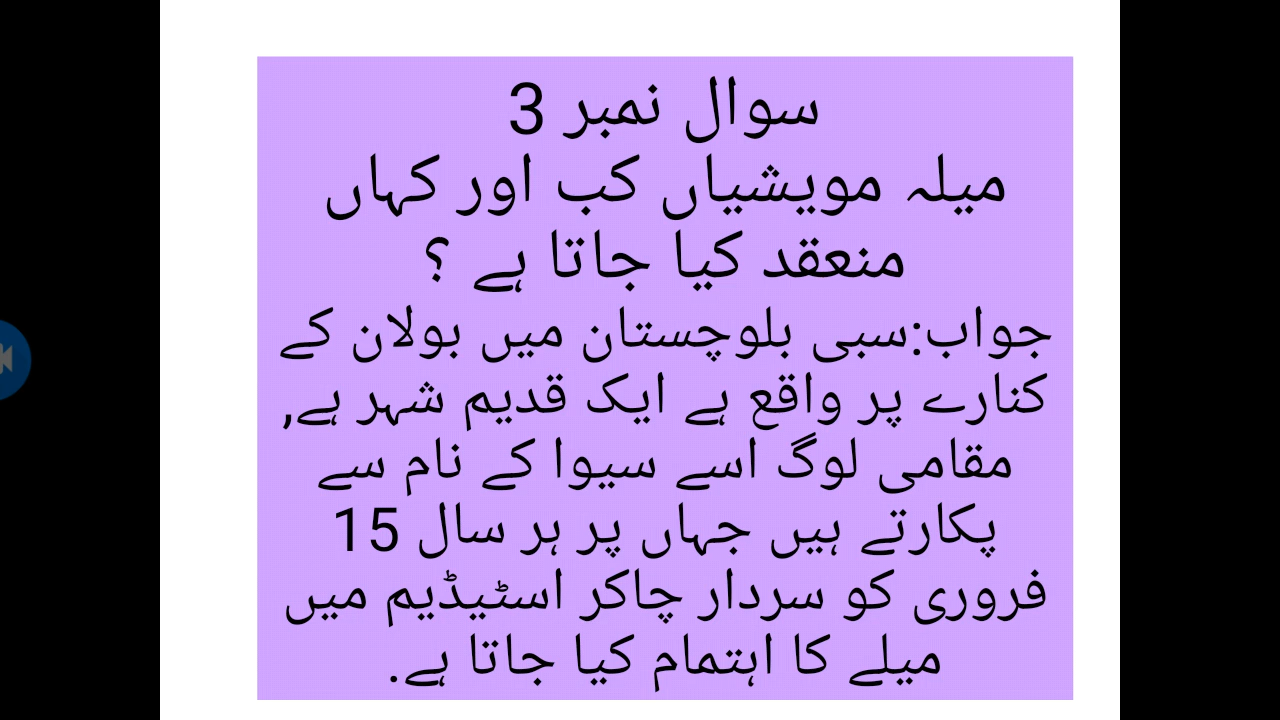 سوال نمبر 3
میلہ مویشیاں کب اور کہاں
منعقد کیا جاتا ہے ؟
جواب:سبی بلوچستان میں بولان کے
کنارے پر واقع ہے ایک قدیم شہر ہے,
مقامی لوگ اسے سیوا کے نام سے
پکارتے ہیں جہاں پر ہر سال 15
فروری کو سردار چاکر اسٹیڈیم میں
میلے کا اہتمام کیا جاتا ہے.